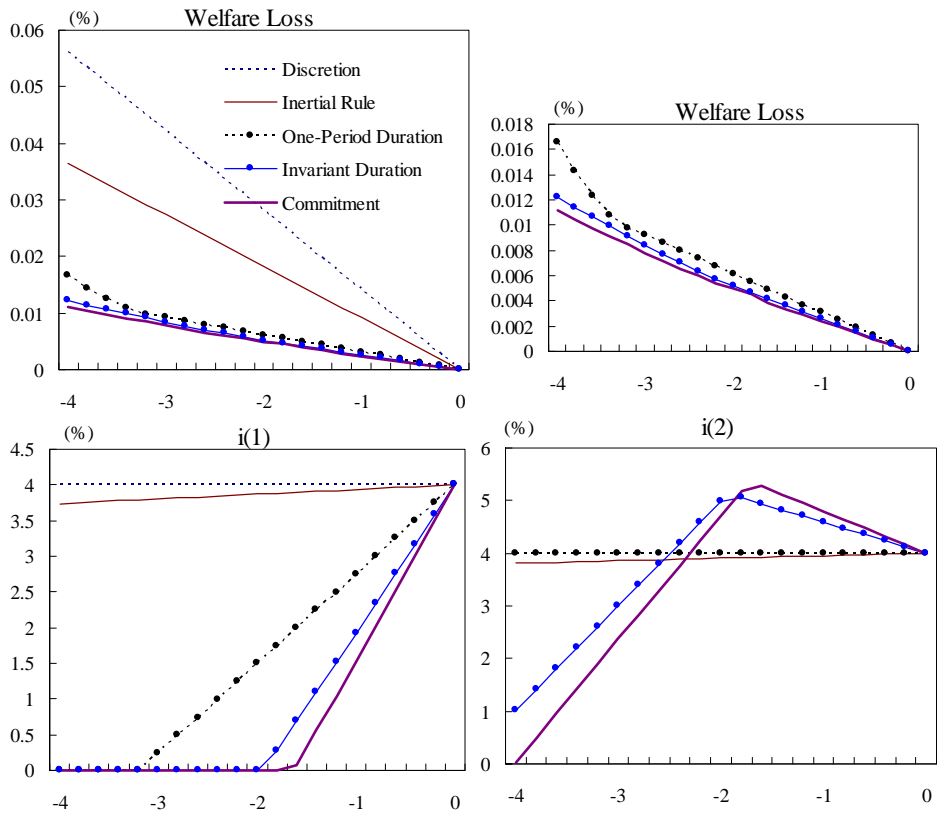 (%)
Welfare Loss
0.06
0.05
0.04
0.03
0.02
0.01
0
-4 -3 -2 -1 0
Discretion
Inertial Rule
One-Period Duration
Invariant Duration
Commitment
(%)
Welfare Loss
0.018
0.016
0.014
0.012
0.01
0.008
0.006
0.004
0.002
0
-4 -3 -2 -1 0
(%)
i(1)
4.5
4
3.5
3
2.5
2
1.5
1
0.5
0
-4 -3 -2 -1 0
(%)
i(2)
6
5
4
3
2
1
0
-4 -3 -2 -1 0